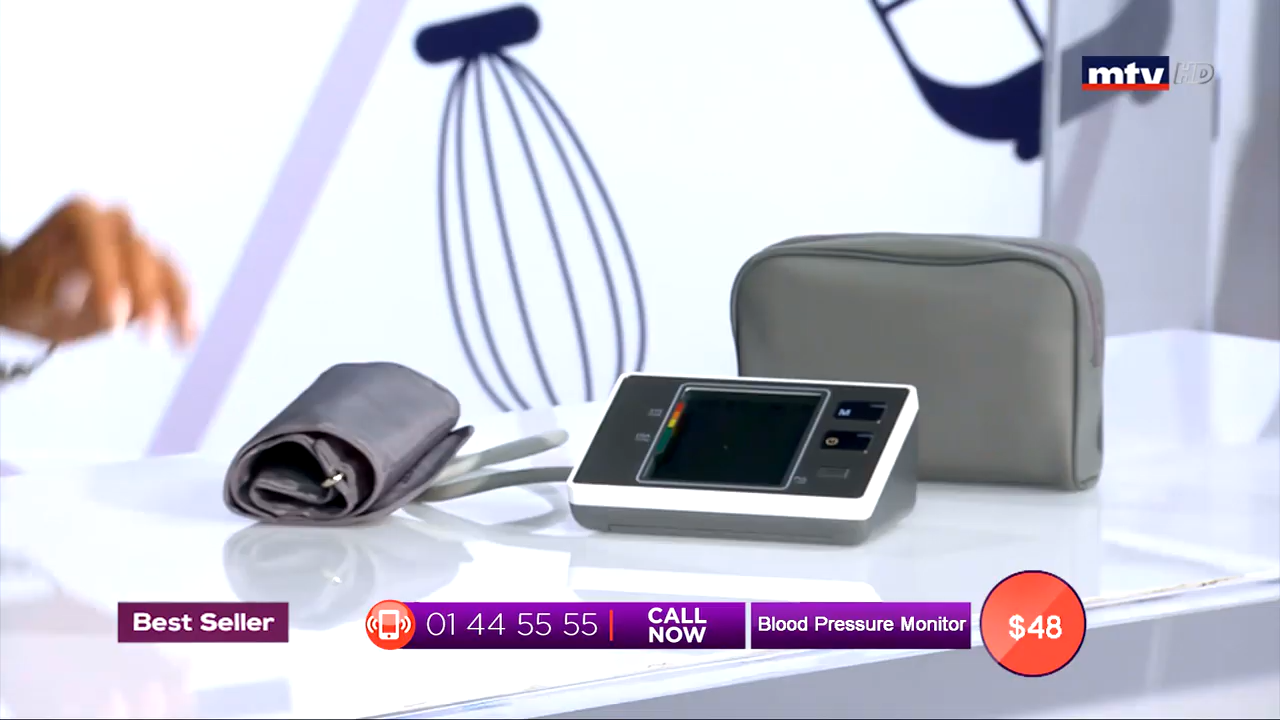 mtv HD
M
Best Seller
01 44 55 55
CALL
NOW
Blood Pressure Monitor
$48